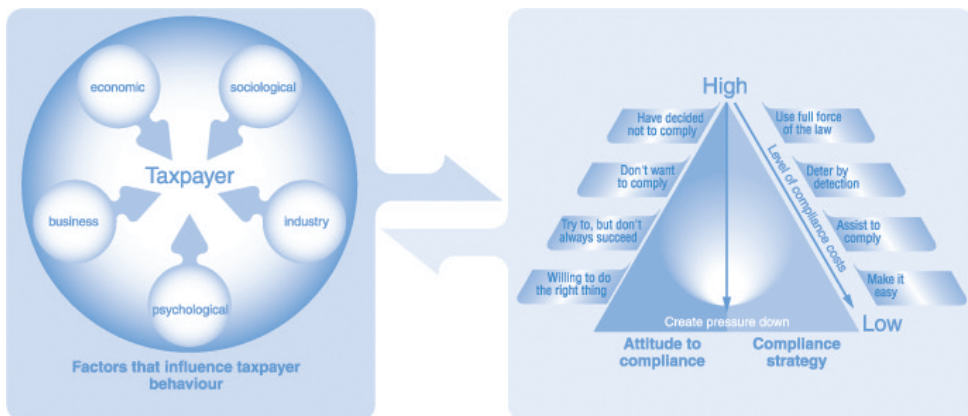 economic
sociological
Taxpayer
business
industry
psychological
Factors that influence taxpayer
behaviour
High
Have decided
not to comply
Use full force
of the law
Don't want
to comply
Deter by
detection
Try to, but don't
always succeed
Assist to
comply
Willing to do
the right thing
Make it
easy
Level of compliance costs
Create pressure down
Low
Attitude to
compliance
Compliance
strategy